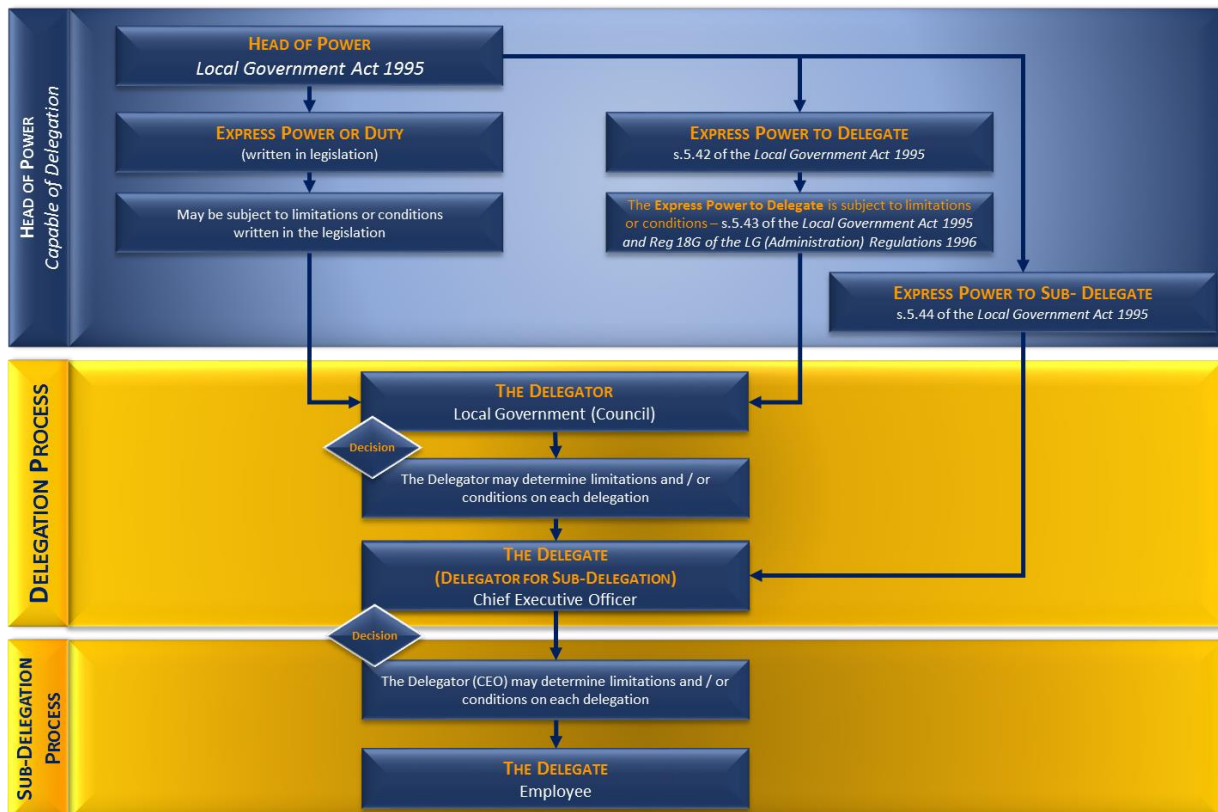 HEAD OF POWER
Capable of Delegation
HEAD OF POWER
Local Government Act 1995
EXPRESS POWER OR DUTY
(written in legislation)
May be subject to limitations or conditions
written in the legislation
EXPRESS POWER TO DELEGATE
s.5.42 of the Local Government Act 1995
The Express Power to Delegate is subject to limitations
or conditions – s.5.43 of the Local Government Act 1995
and Reg 18G of the LG (Administration) Regulations 1996
EXPRESS POWER TO SUB- DELEGATE
s.5.44 of the Local Government Act 1995
DELEGATION PROCESS
THE DELEGATOR
Local Government (Council)
Decision
The Delegator may determine limitations and / or
conditions on each delegation
THE DELEGATE
(DELEGATOR FOR SUB-DELEGATION)
Chief Executive Officer
SUB-DELEGATION
PROCESS
Decision
The Delegator (CEO) may determine limitations and / or
conditions on each delegation
THE DELEGATE
Employee